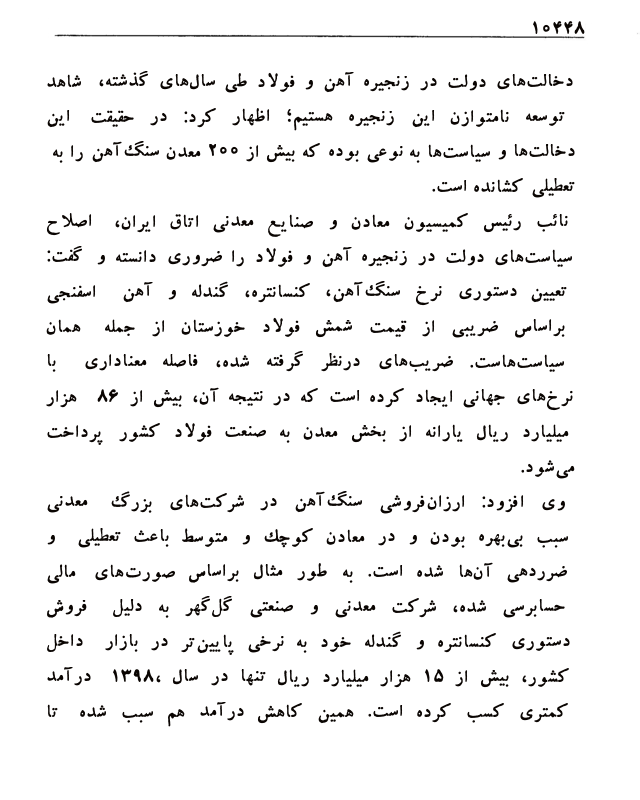 ۱۰۴۴۸
دخالت‌های دولت در زنجیره آهن و فولاد طی سال‌های گذشته، شاهد
توسعه نامتوازن این زنجیره هستیم؛ اظهار کرد: در حقیقت این
دخالت‌ها و سیاست‌ها به نوعی بوده که بیش از ۲۰۰ معدن سنگ‌آهن را به
تعطیلی کشانده است.
نائب رئیس کمیسیون معادن و صنایع معدنی اتاق ایران، اصلاح
سیاست‌های دولت در زنجیره آهن و فولاد را ضروری دانسته و گفت:
تعیین دستوری نرخ سنگ‌آهن، کنسانتره، گندله و آهن اسفنجی
براساس ضریبی از قیمت شمش فولاد خوزستان از جمله همان
سیاست‌هاست. ضریب‌های درنظر گرفته شده، فاصله معناداری با
نرخ‌های جهانی ایجاد کرده است که در نتیجه آن، بیش از ۸۶ هزار
میلیارد ریال یارانه از بخش معدن به صنعت فولاد کشور پرداخت
می‌شود.
وی افزود: ارزان‌فروشی سنگ‌آهن در شرکت‌های بزرگ معدنی
سبب بی‌بهره بودن و در معادن کوچک و متوسط باعث تعطیلی و
ضرردهی آن‌ها شده است. به طور مثال براساس صورت‌های مالی
حسابرسی شده، شرکت معدنی و صنعتی گل‌گهر به دلیل فروش
دستوری کنسانتره و گندله خود به نرخی پایین‌تر در بازار داخل
کشور، بیش از ۱۵ هزار میلیارد ریال تنها در سال ،۱۳۹۸ درآمد
کمتری کسب کرده است. همین کاهش درآمد هم سبب شده تا